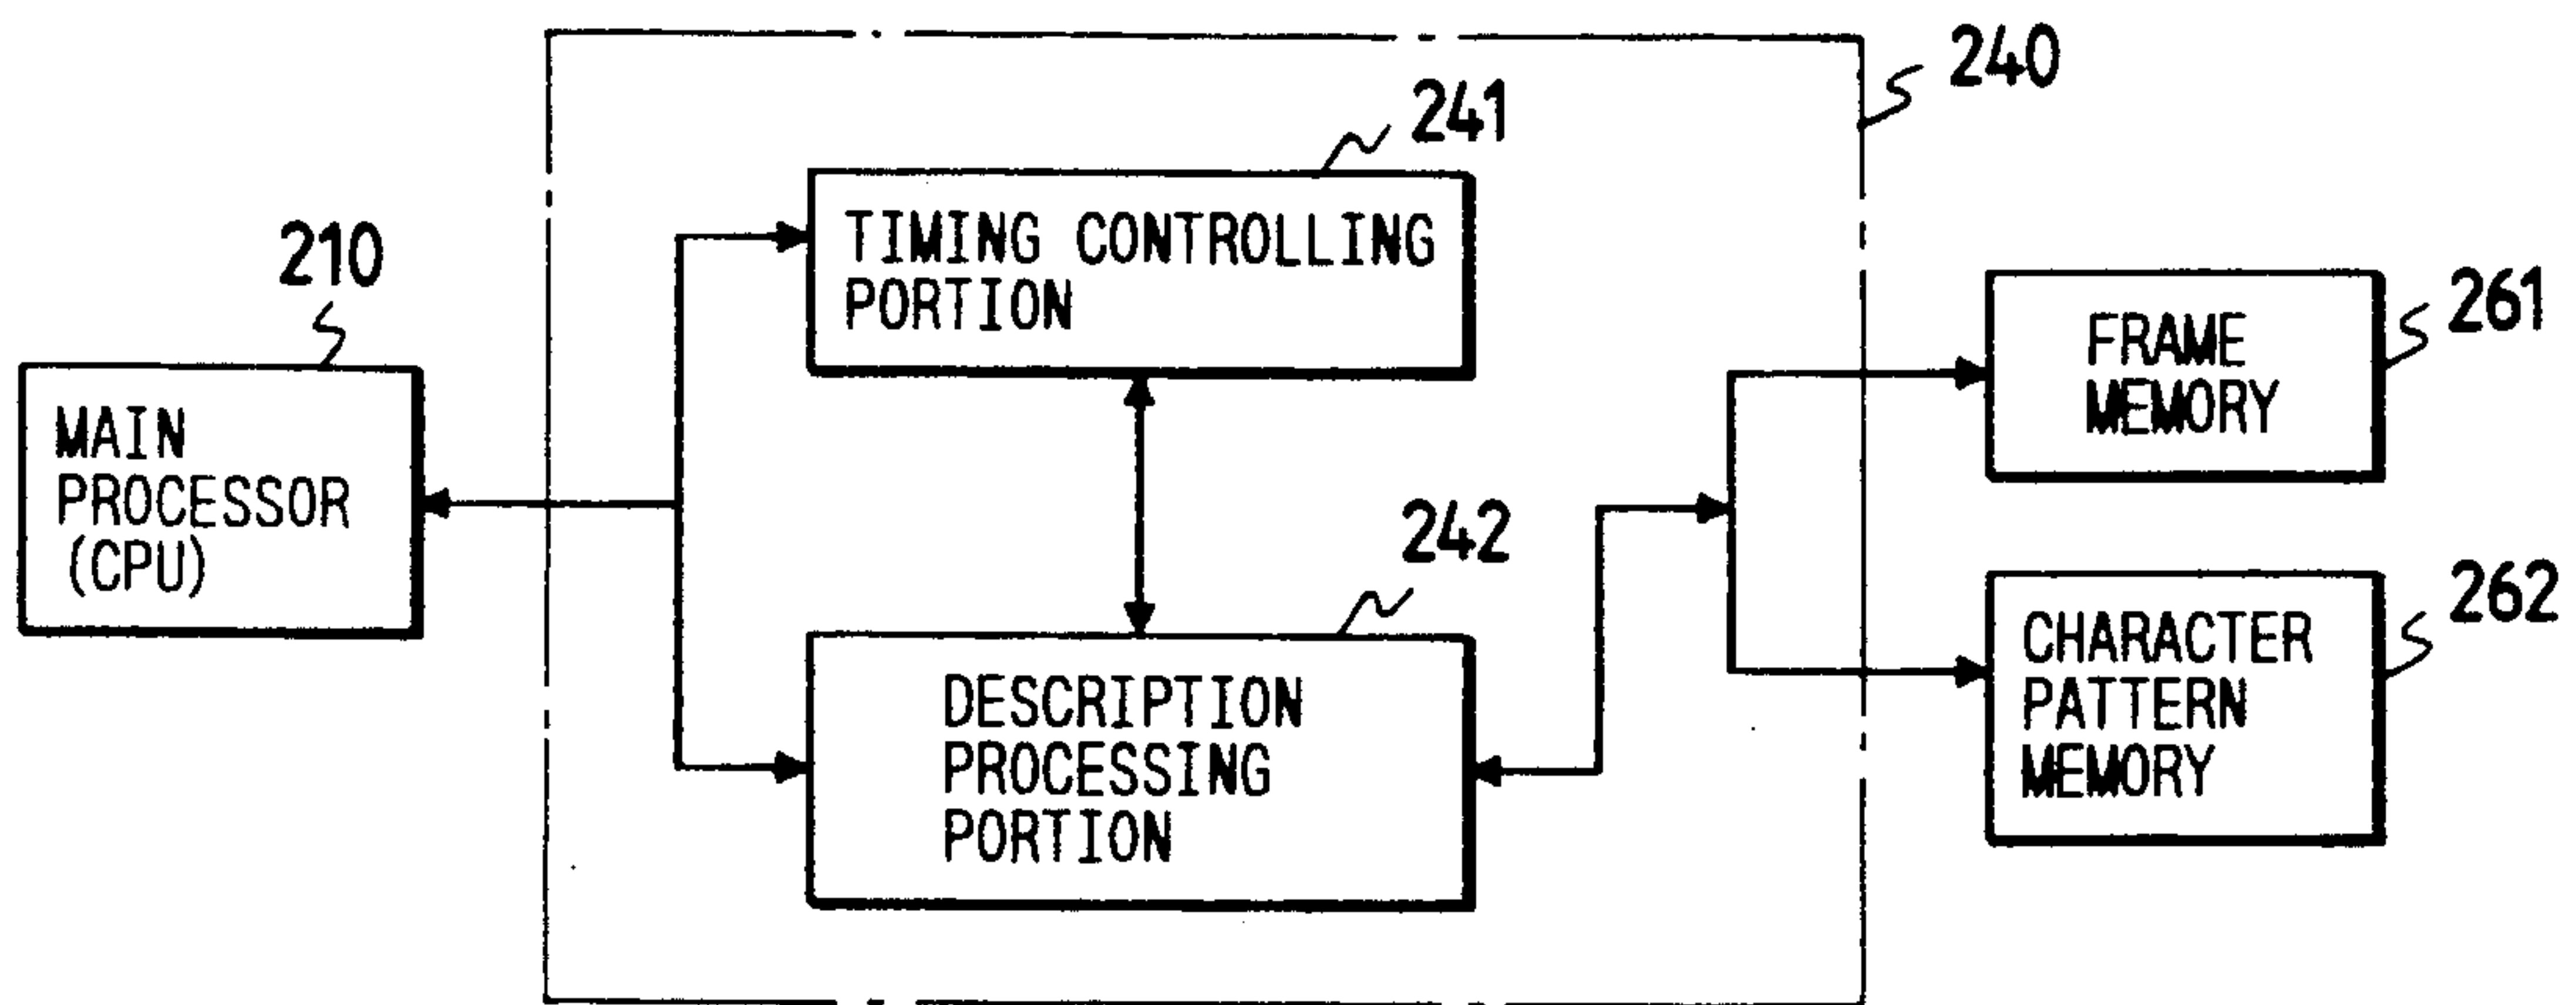 240
241
TIMING CONTROLLING
PORTION
210
MAIN
PROCESSOR
(CPU)
261
FRAME
MEMORY
242
DESCRIPTION
PROCESSING
PORTION
262
CHARACTER
PATTERN
MEMORY